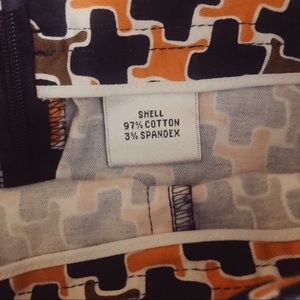 SHELL
97% COTTON
3% SPANDEX